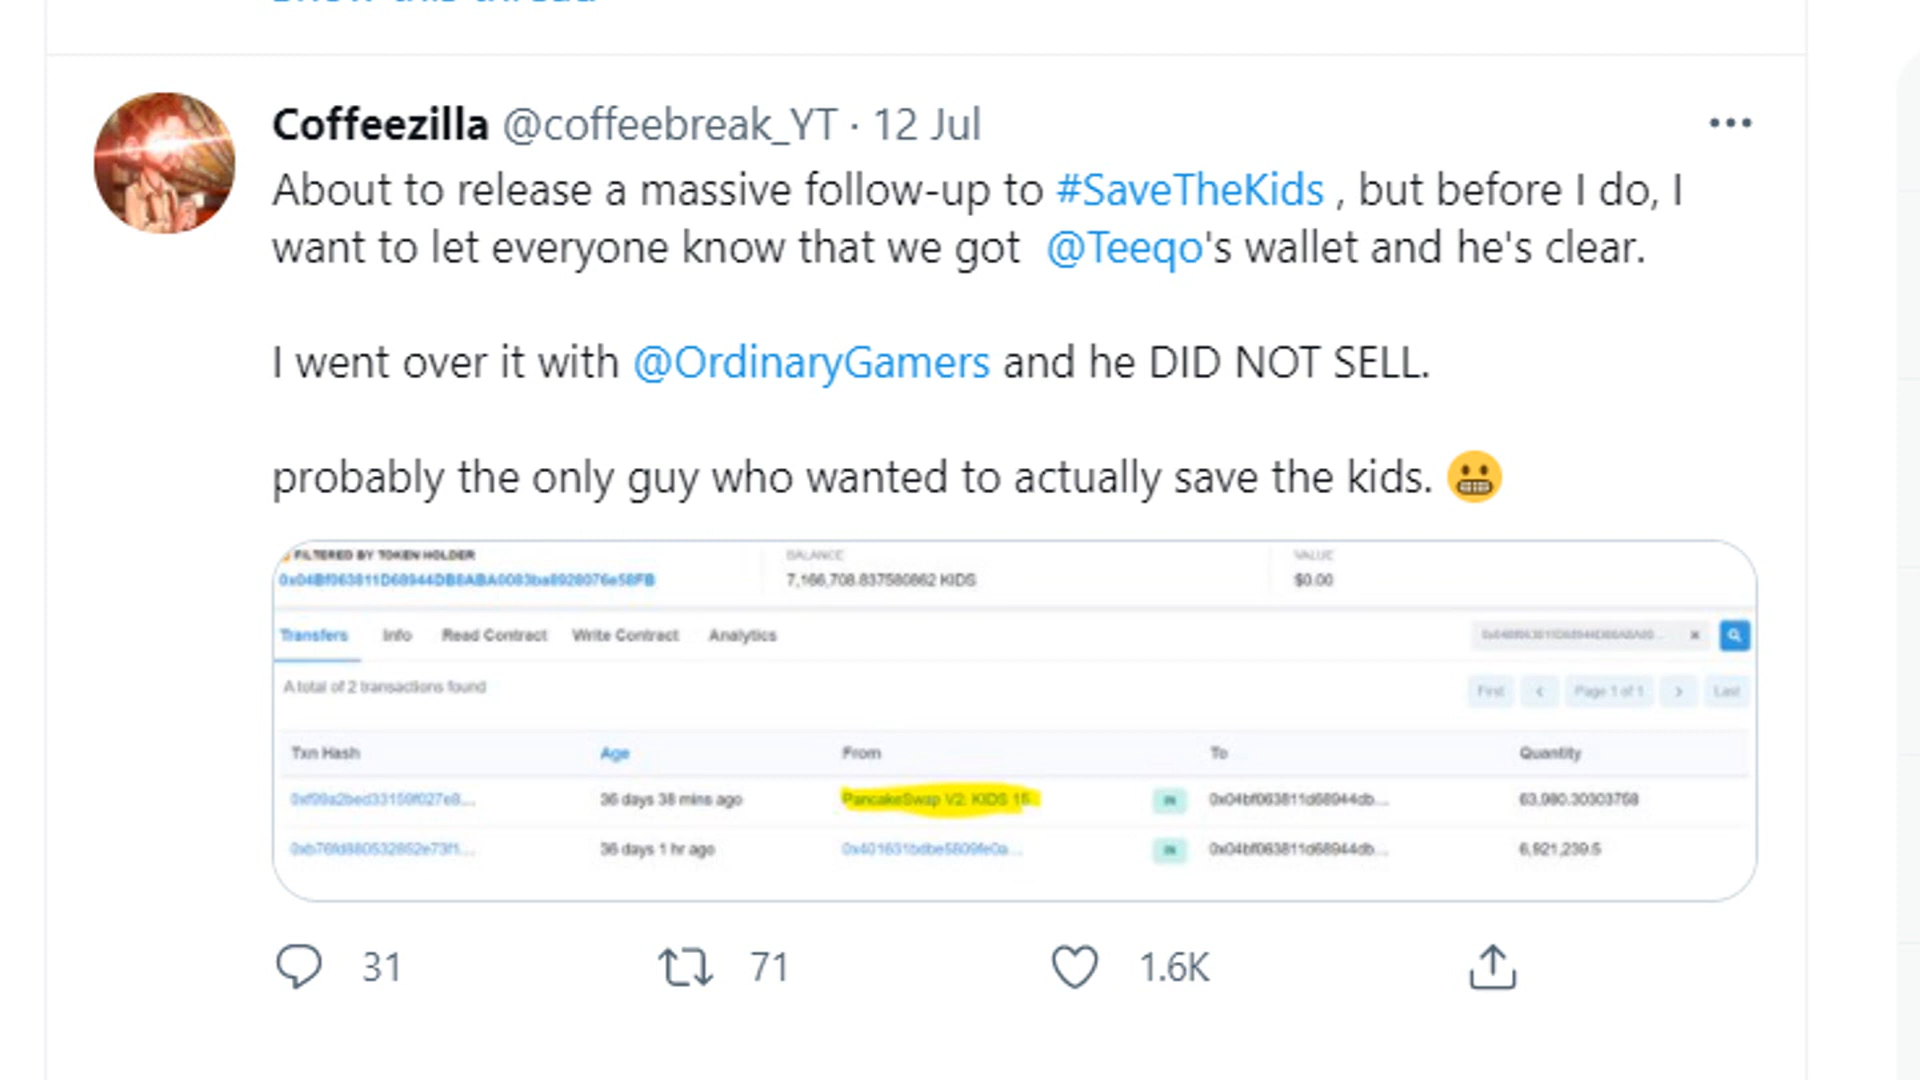 Show this thread
Coffeezilla @coffeebreak_YT · 12 Jul
About to release a massive follow-up to #SaveTheKids , but before I do, I
want to let everyone know that we got @Teeqo's wallet and he's clear.
I went over it with @OrdinaryGamers and he DID NOT SELL.
probably the only guy who wanted to actually save the kids. 😬
FILTERED BY TOKEN HOLDER BALANCE VALUE
7,166,708.837580862 KIDS $0.00
Transfers Info Read Contract Write Contract Analytics
A total of 2 transactions found First Page 1 of 1 Last
Txn Hash Age From To Quantity
36 days 38 mins ago PancakeSwap V2: KIDS 16 IN 0x04bf063811d68944db... 63,980.30303758
36 days 1 hr ago IN 0x04bf063811d68944db... 6,921,239.5
31 71 1.6K